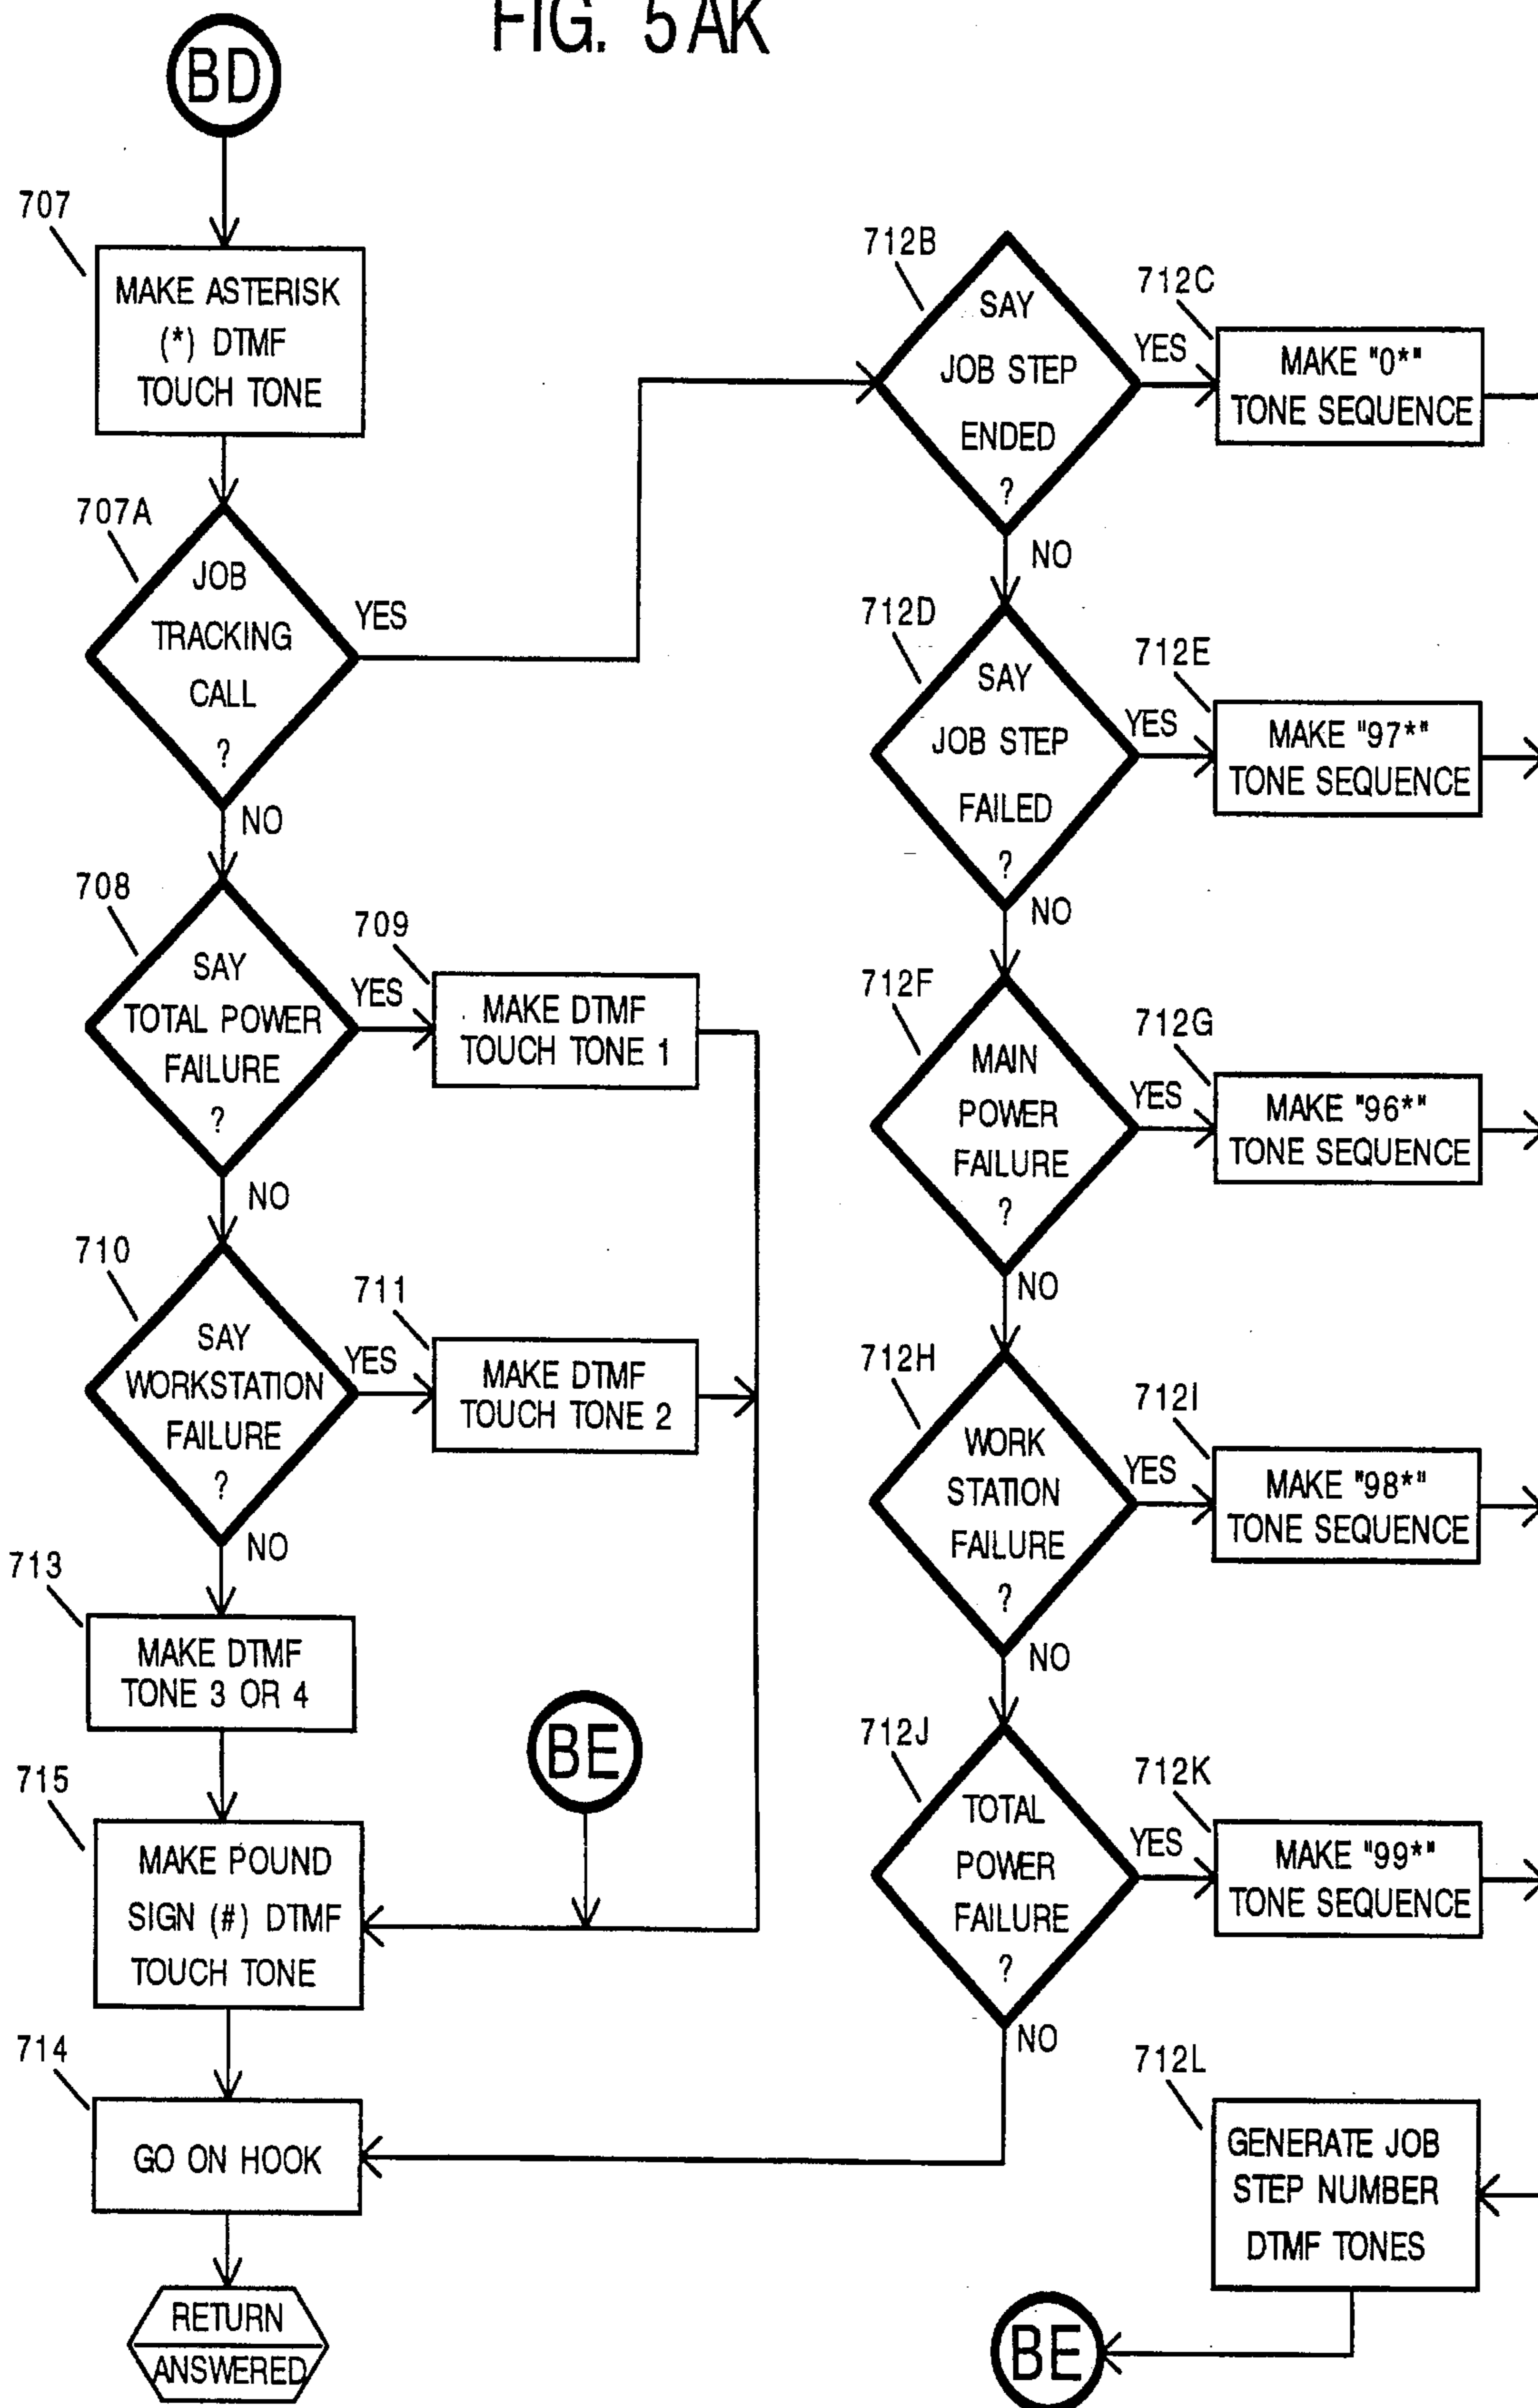 FIG. 5AK
BD
707
MAKE ASTERISK
(*) DTMF
TOUCH TONE
707A
JOB
TRACKING
CALL
?
YES
NO
708
SAY
TOTAL POWER
FAILURE
?
YES
NO
709
MAKE DTMF
TOUCH TONE 1
710
SAY
WORKSTATION
FAILURE
?
YES
NO
711
MAKE DTMF
TOUCH TONE 2
713
MAKE DTMF
TONE 3 OR 4
BE
715
MAKE POUND
SIGN (#) DTMF
TOUCH TONE
714
GO ON HOOK
RETURN
ANSWERED
712B
SAY
JOB STEP
ENDED
?
YES
NO
712C
MAKE "0*"
TONE SEQUENCE
712D
SAY
JOB STEP
FAILED
?
YES
NO
712E
MAKE "97*"
TONE SEQUENCE
712F
MAIN
POWER
FAILURE
?
YES
NO
712G
MAKE "96*"
TONE SEQUENCE
712H
WORK
STATION
FAILURE
?
YES
NO
712I
MAKE "98*"
TONE SEQUENCE
712J
TOTAL
POWER
FAILURE
?
YES
NO
712K
MAKE "99*"
TONE SEQUENCE
712L
GENERATE JOB
STEP NUMBER
DTMF TONES
BE